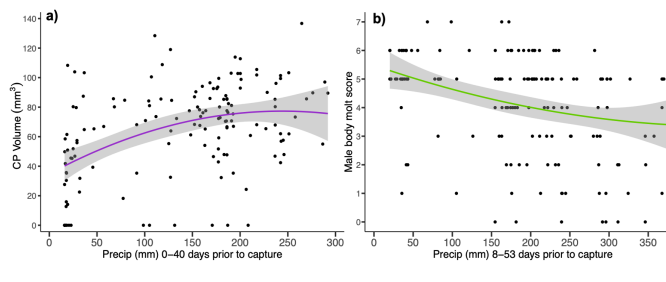 a)
CP Volume (mm³)
140
120
100
80
60
40
20
0
0 50 100 150 200 250 300
Precip (mm) 0–40 days prior to capture
b)
Male body molt score
7
6
5
4
3
2
1
0
0 50 100 150 200 250 300 350
Precip (mm) 8–53 days prior to capture